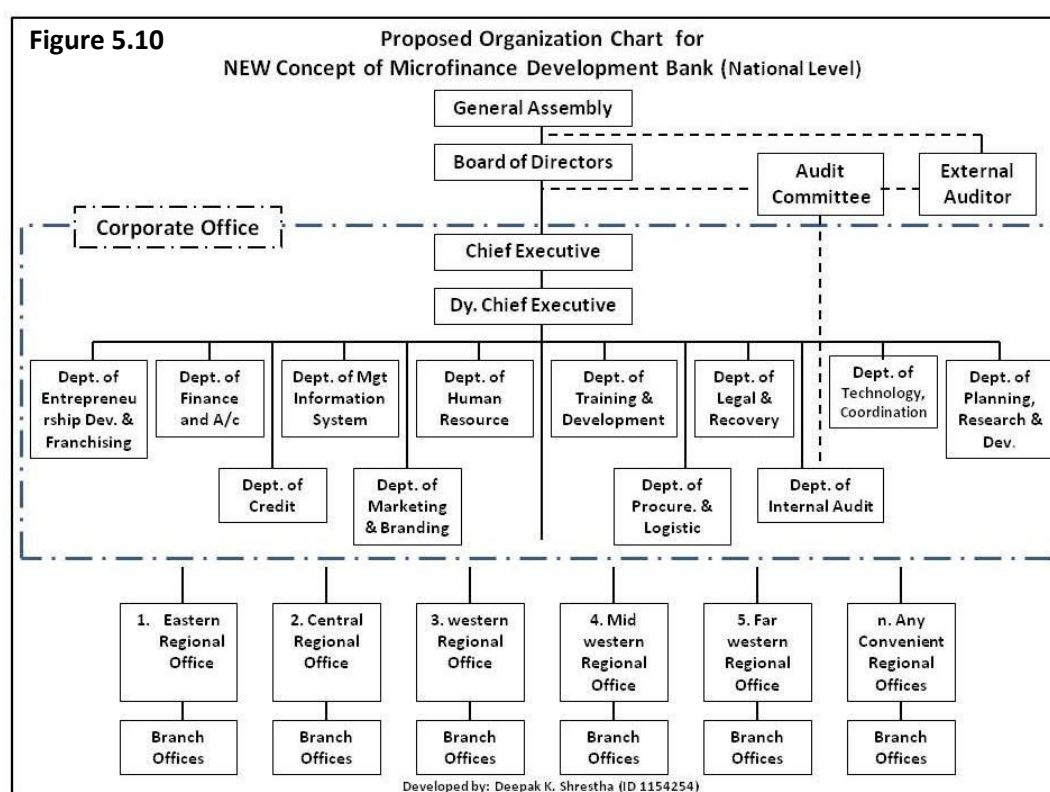 Figure 5.10
Proposed Organization Chart for
NEW Concept of Microfinance Development Bank (National Level)
General Assembly
Board of Directors
Audit
Committee
External
Auditor
Corporate Office
Chief Executive
Dy. Chief Executive
Dept. of
Entrepreneu
rship Dev. &
Franchising
Dept. of
Finance
and A/c
Dept. of Mgt
Information
System
Dept. of
Human
Resource
Dept. of
Training &
Development
Dept. of
Legal &
Recovery
Dept. of
Technology,
Coordination
Dept. of
Planning,
Research &
Dev.
Dept. of
Credit
Dept. of
Marketing
& Branding
Dept. of
Procure. &
Logistic
Dept. of
Internal Audit
1. Eastern
Regional
Office
2. Central
Regional
Office
3. western
Regional
Office
4. Mid
western
Regional
Office
5. Far
western
Regional
Office
n. Any
Convenient
Regional
Offices
Branch
Offices
Branch
Offices
Branch
Offices
Branch
Offices
Branch
Offices
Branch
Offices
Developed by: Deepak K. Shrestha (ID 1154254)